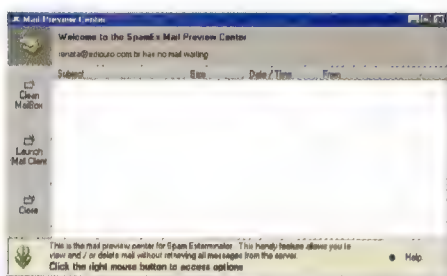 Mail Preview Center
Welcome to the SpamEx Mail Preview Center
renata@ediouro.com.br has no mail waiting
Subject Size Date / Time From
Clean
MailBox
Launch
Mail Client
Close
This is the mail preview center for Spam Exterminator. This handy feature allows you to
view and / or delete mail without retrieving all messages from the server.
Click the right mouse button to access options
Help